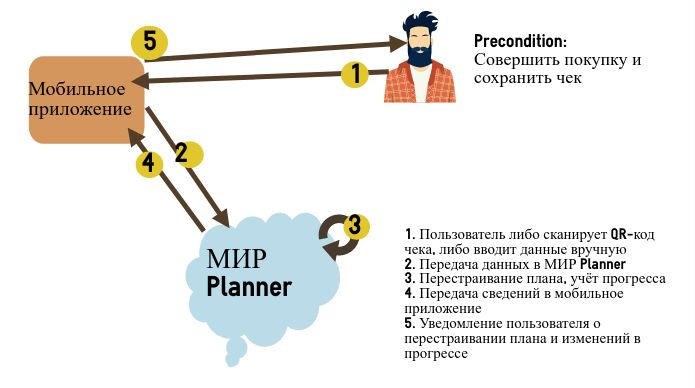 5
Precondition:
Совершить покупку и
сохранить чек
1
Мобильное
приложение
2
4
3
МИР
Planner
1. Пользователь либо сканирует QR-код
чека, либо вводит данные вручную
2. Передача данных в МИР Planner
3. Перестраивание плана, учёт прогресса
4. Передача сведений в мобильное
приложение
5. Уведомление пользователя о
перестраивании плана и изменений в
прогрессе